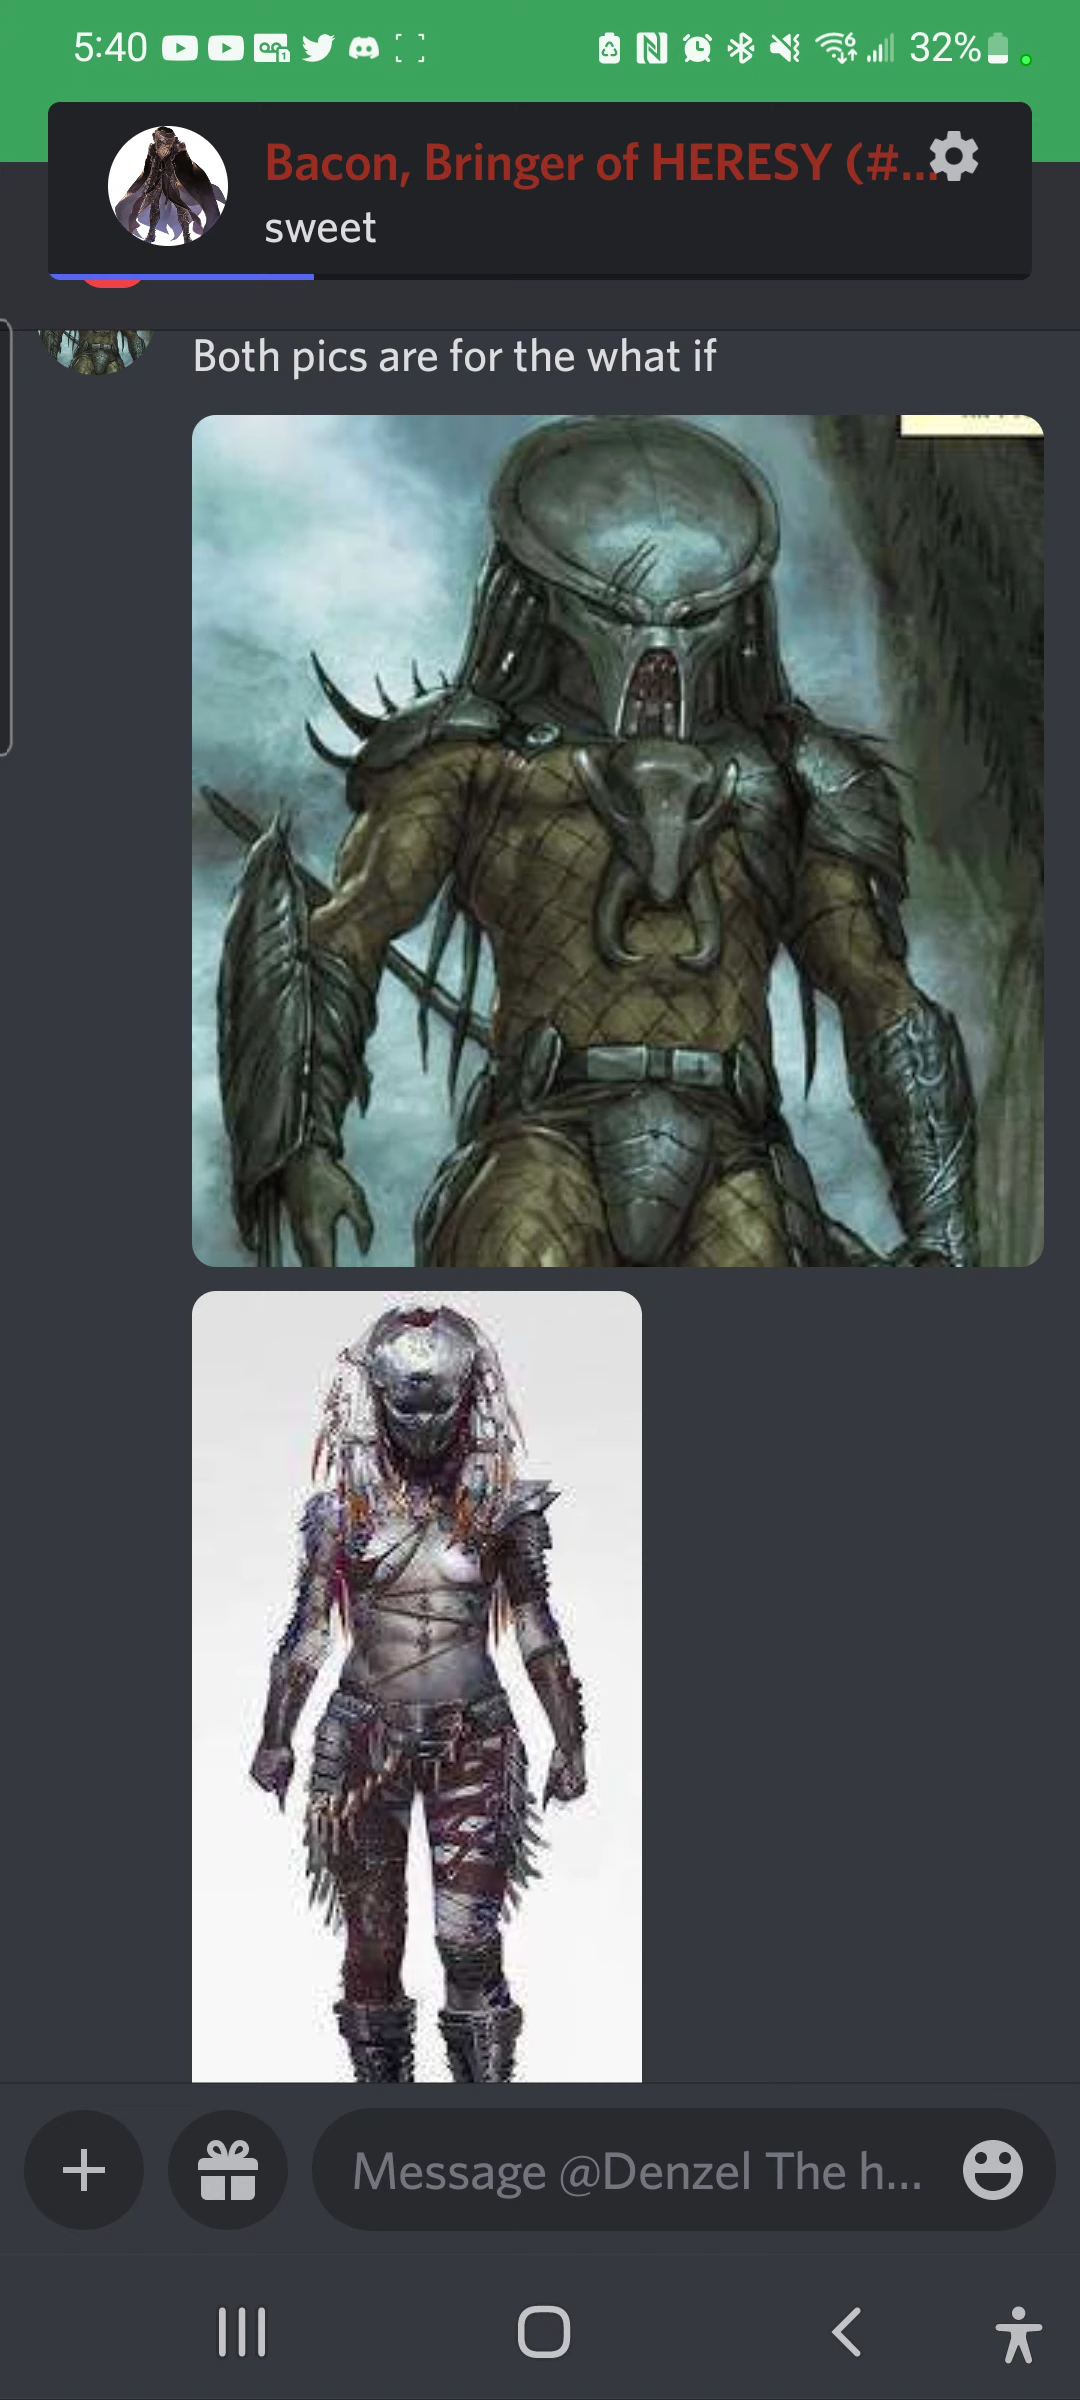 5:40
32%
Bacon, Bringer of HERESY (#...
sweet
Both pics are for the what if
Message @Denzel The h...